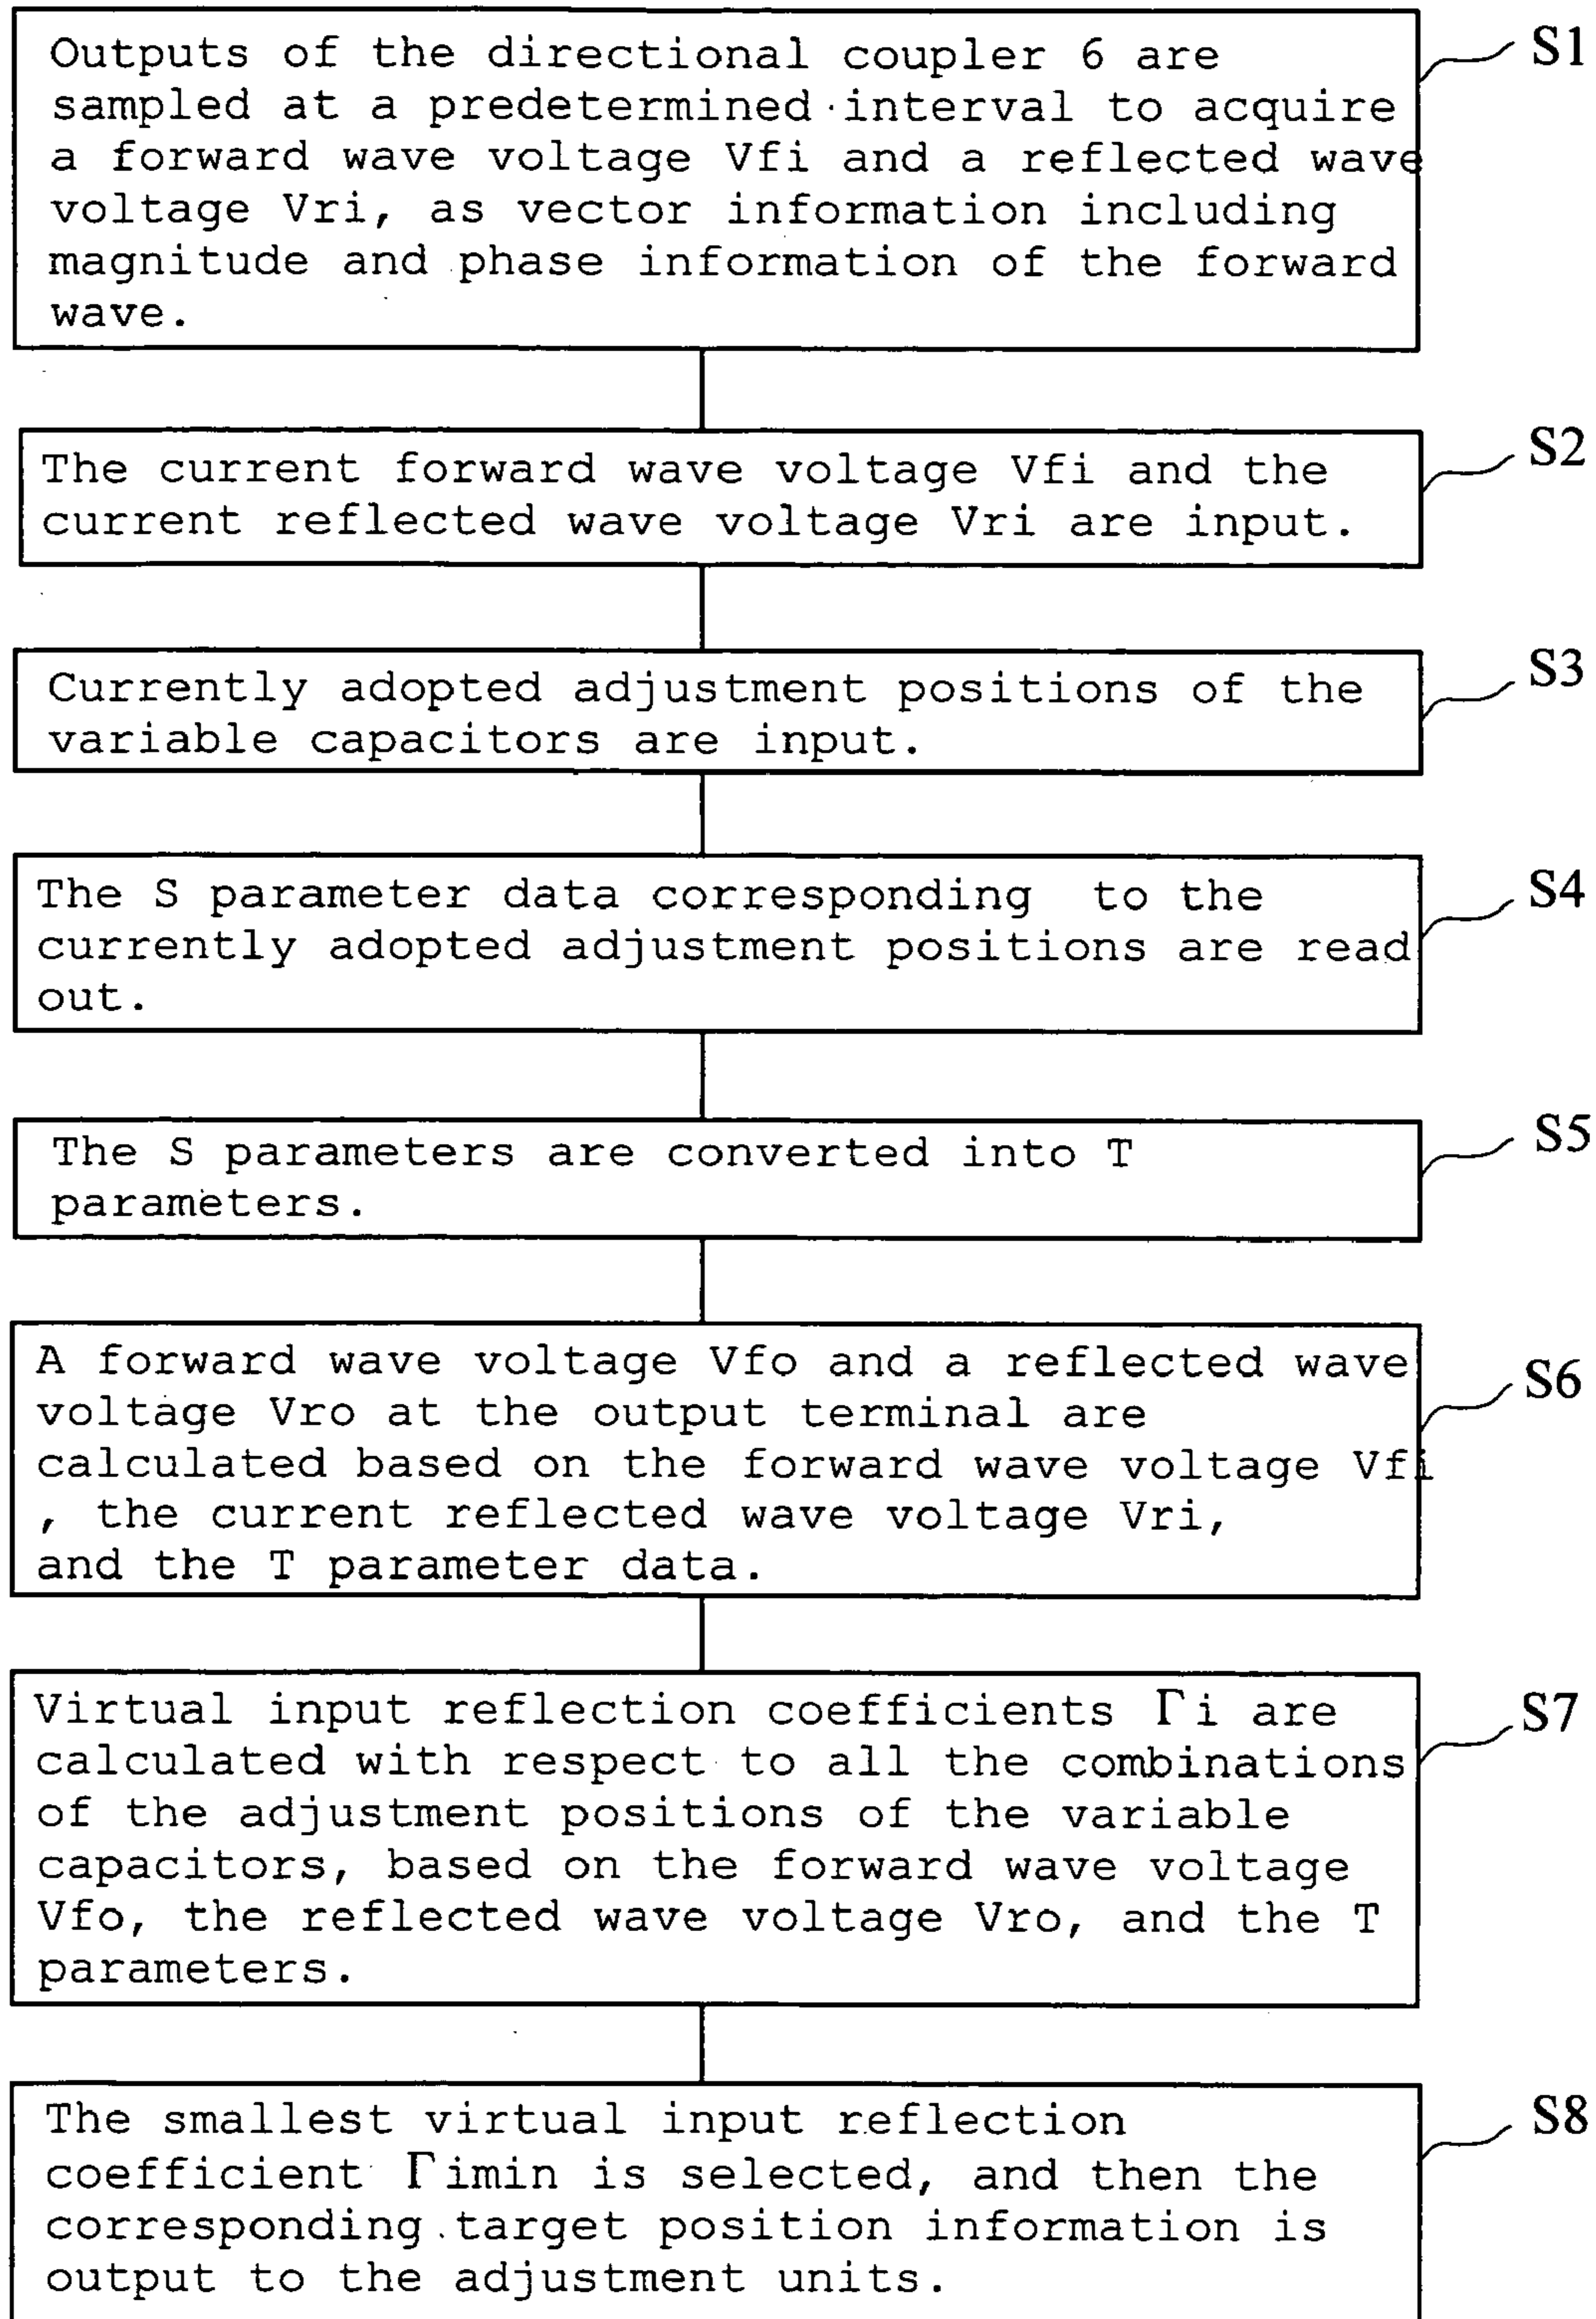 Outputs of the directional coupler 6 are
sampled at a predetermined interval to acquire
a forward wave voltage Vfi and a reflected wave
voltage Vri, as vector information including
magnitude and phase information of the forward
wave.
S1
The current forward wave voltage Vfi and the
current reflected wave voltage Vri are input.
S2
Currently adopted adjustment positions of the
variable capacitors are input.
S3
The S parameter data corresponding to the
currently adopted adjustment positions are read
out.
S4
The S parameters are converted into T
parameters.
S5
A forward wave voltage Vfo and a reflected wave
voltage Vro at the output terminal are
calculated based on the forward wave voltage Vfi
, the current reflected wave voltage Vri,
and the T parameter data.
S6
Virtual input reflection coefficients Γi are
calculated with respect to all the combinations
of the adjustment positions of the variable
capacitors, based on the forward wave voltage
Vfo, the reflected wave voltage Vro, and the T
parameters.
S7
The smallest virtual input reflection
coefficient Γimin is selected, and then the
corresponding target position information is
output to the adjustment units.
S8